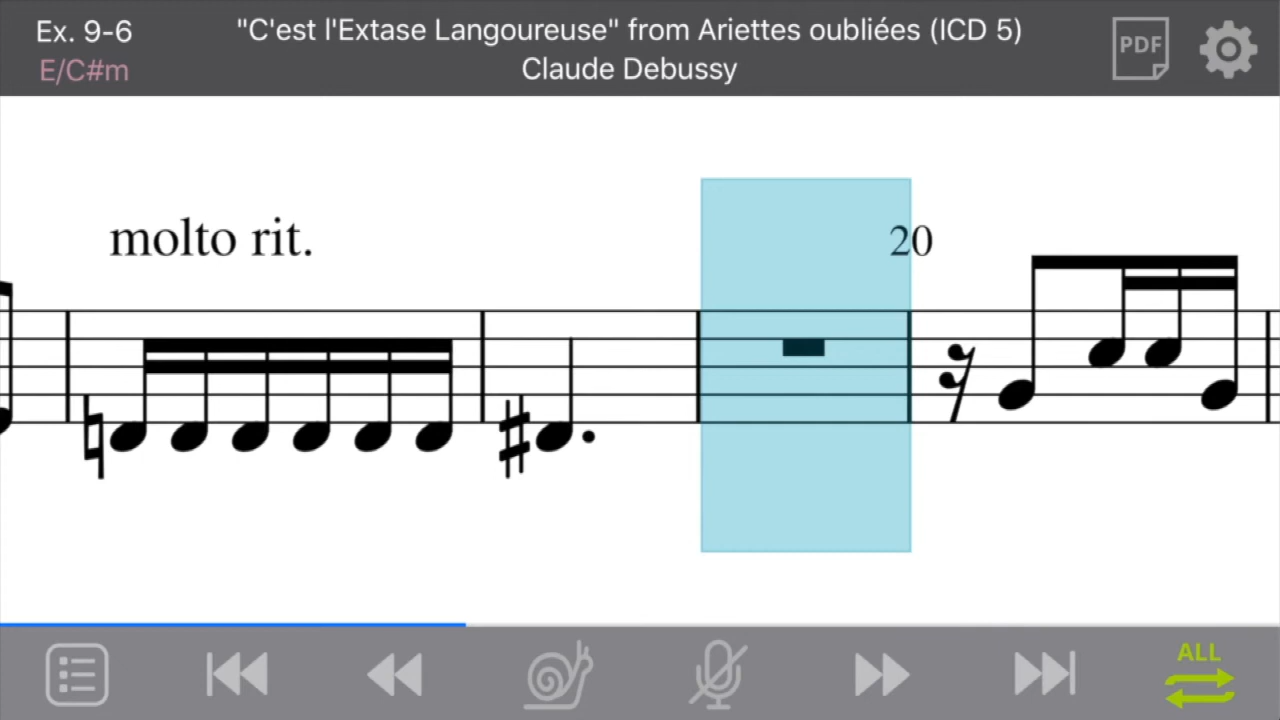 Ex. 9-6
E/C#m
"C'est l'Extase Langoureuse" from Ariettes oubliées (ICD 5)
Claude Debussy
PDF
molto rit.
20
ALL